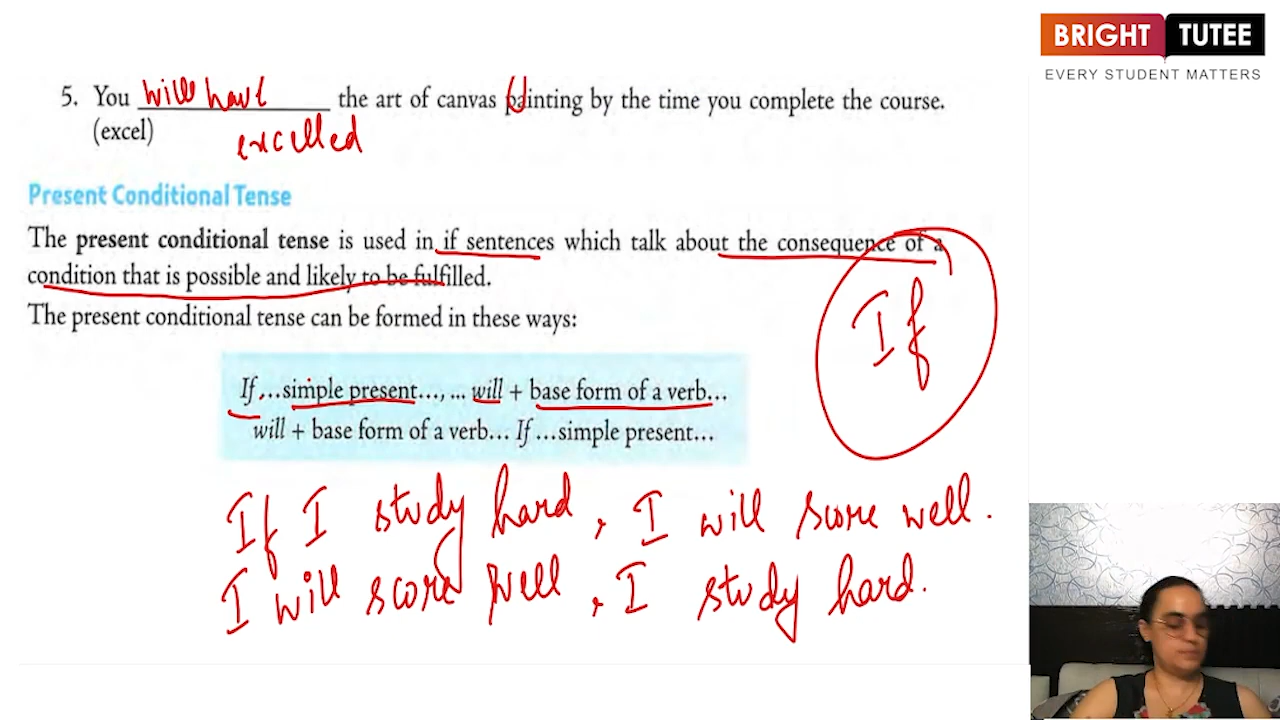 BRIGHT TUTEE
EVERY STUDENT MATTERS
5. You will have the art of canvas painting by the time you complete the course.
(excel) excelled
Present Conditional Tense
The present conditional tense is used in if sentences which talk about the consequence of a
condition that is possible and likely to be fulfilled.
The present conditional tense can be formed in these ways:
If
If ...simple present..., ... will + base form of a verb...
will + base form of a verb... If ...simple present...
If I study hard, I will score well.
I will score well, I study hard.